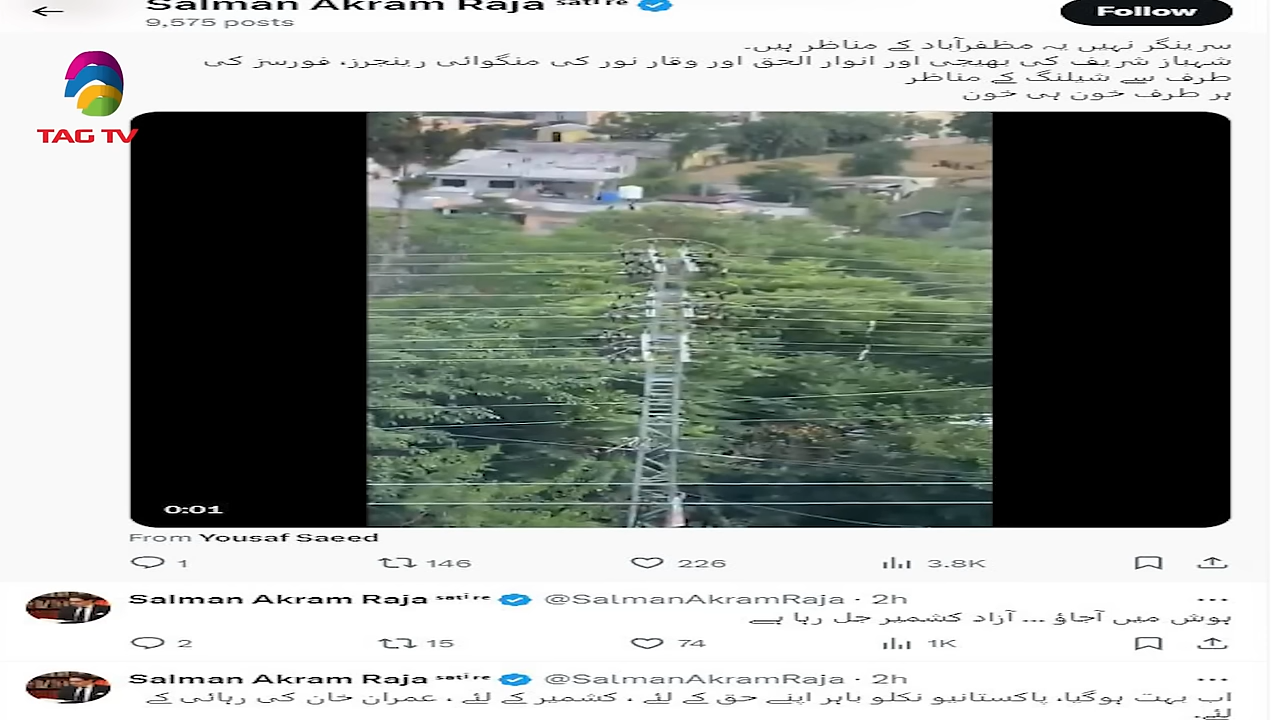 Salman Akram Raja satire
9,575 posts
Follow
TAG TV
سرینگر نہیں یہ مظفرآباد کے مناظر ہیں۔
شہباز شریف کی بھیجی اور انوار الحق اور وقار نور کی منگوائی رینجرز، فورسز کی
طرف سے شیلنگ کے مناظر
ہر طرف خون ہی خون
0:01
From Yousaf Saeed
1 146 226 3.8K
Salman Akram Raja satire @SalmanAkramRaja · 2h
ہوش میں آجاؤ ... آزاد کشمیر جل رہا ہے
2 15 74 1K
Salman Akram Raja satire @SalmanAkramRaja · 2h
اب بہت ہوگیا، پاکستانیو نکلو باہر اپنے حق کے لئے ، کشمیر کے لئے ، عمران خان کی رہائی کے
لئے۔